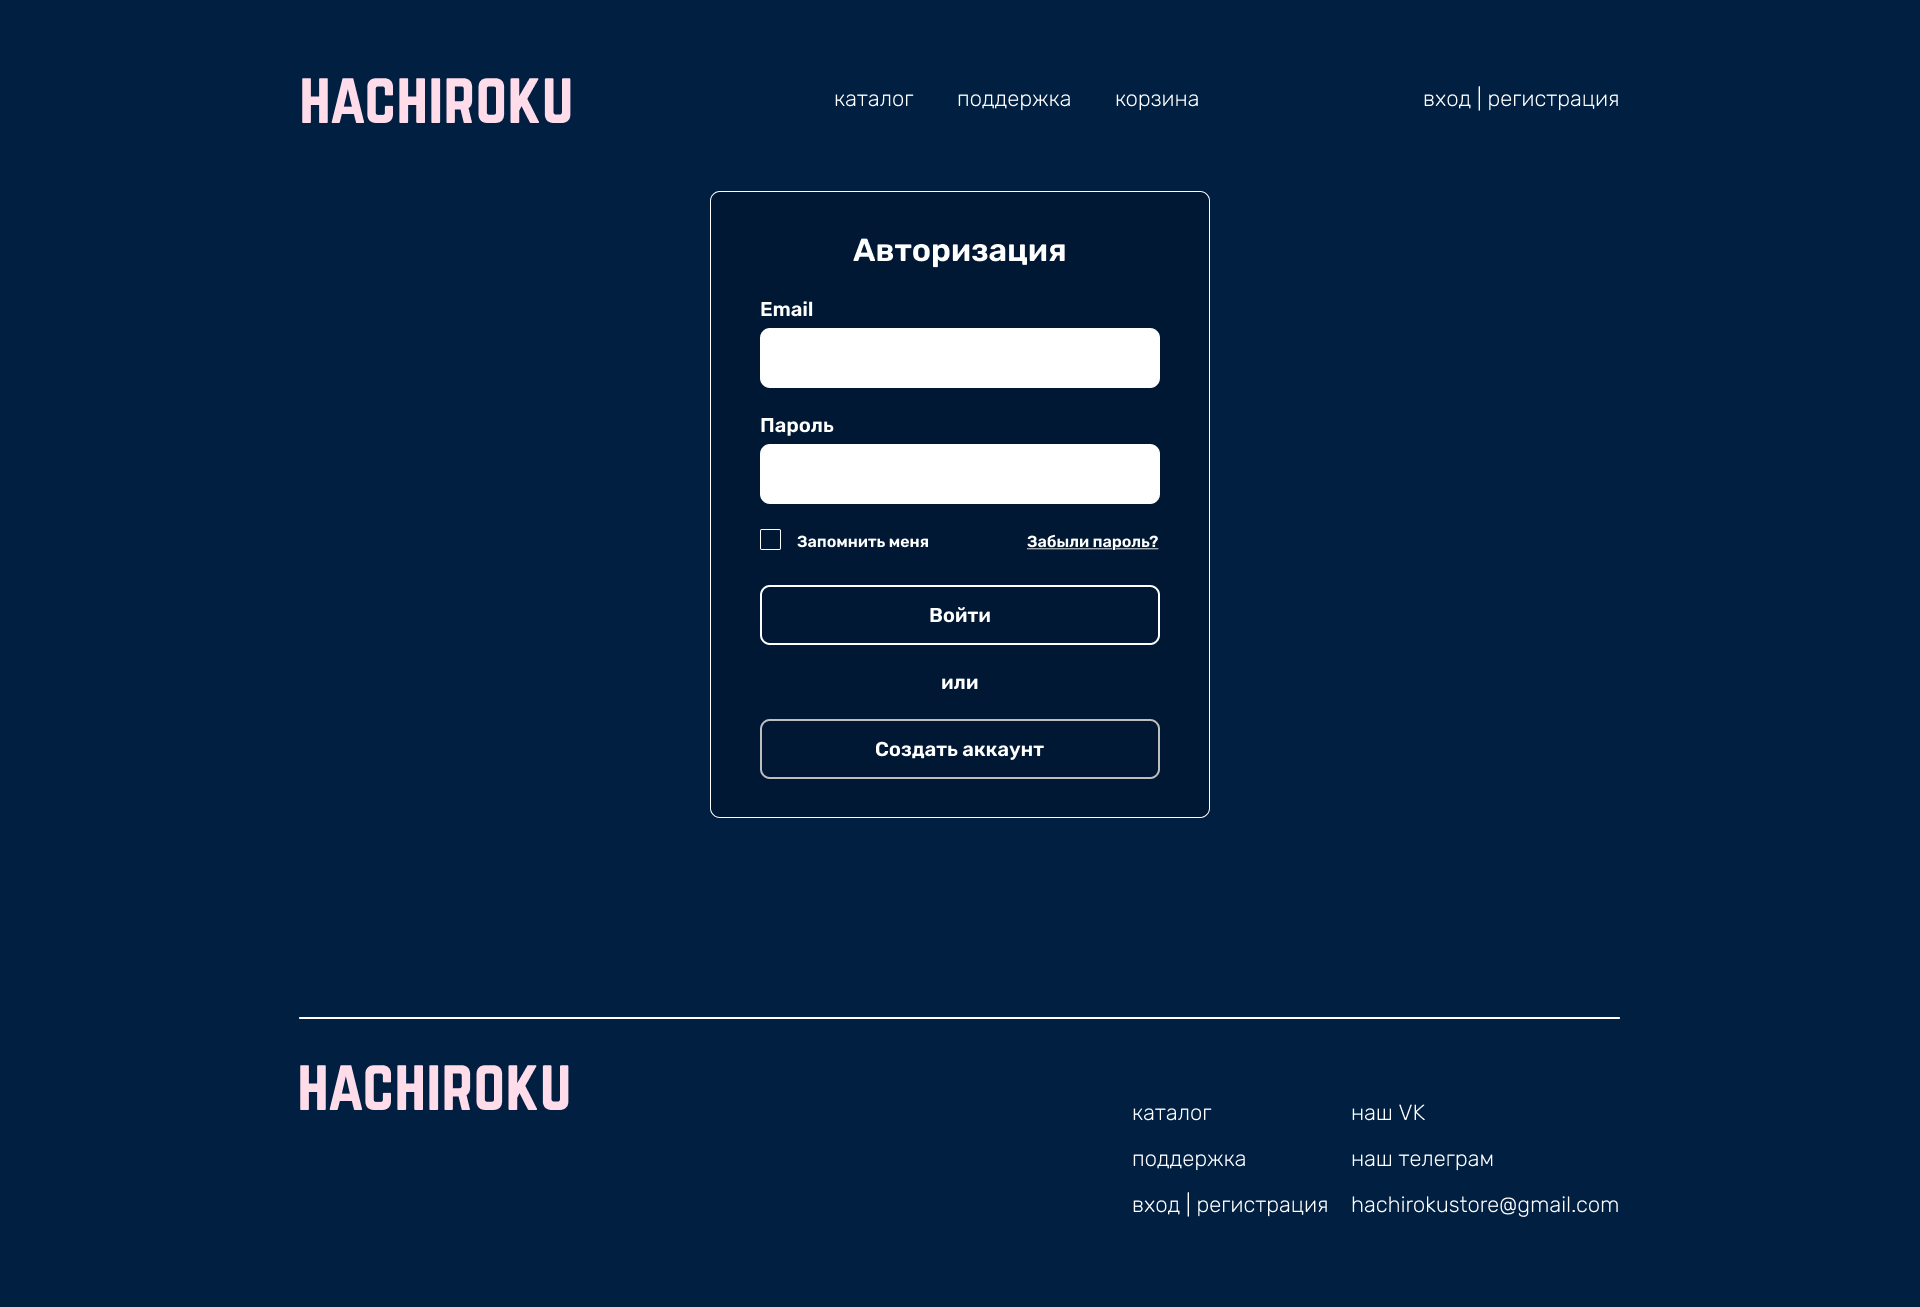 HACHIROKU
каталог поддержка корзина
вход | регистрация
Авторизация
Email
Пароль
Запомнить меня
Забыли пароль?
Войти
или
Создать аккаунт
HACHIROKU
каталог
поддержка
вход | регистрация
наш VK
наш телеграм
hachirokustore@gmail.com